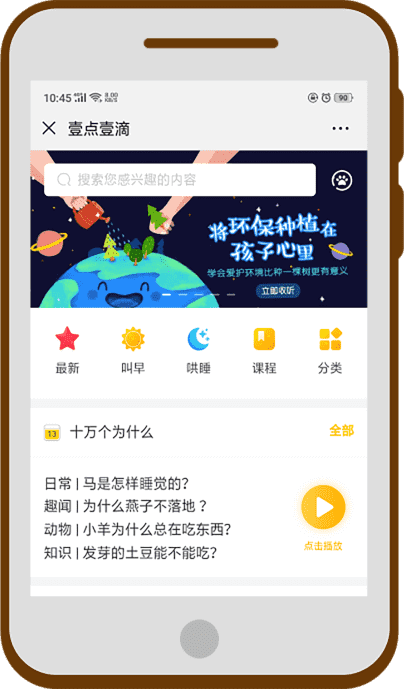 10:45 8.00 KB/S 90
壹点壹滴
搜索您感兴趣的内容
将环保种植在
孩子心里
学会爱护环境比种一棵树更有意义
立即收听
最新 叫早 哄睡 课程 分类
13 十万个为什么 全部
日常 | 马是怎样睡觉的?
趣闻 | 为什么燕子不落地 ?
动物 | 小羊为什么总在吃东西?
知识 | 发芽的土豆能不能吃?
点击播放